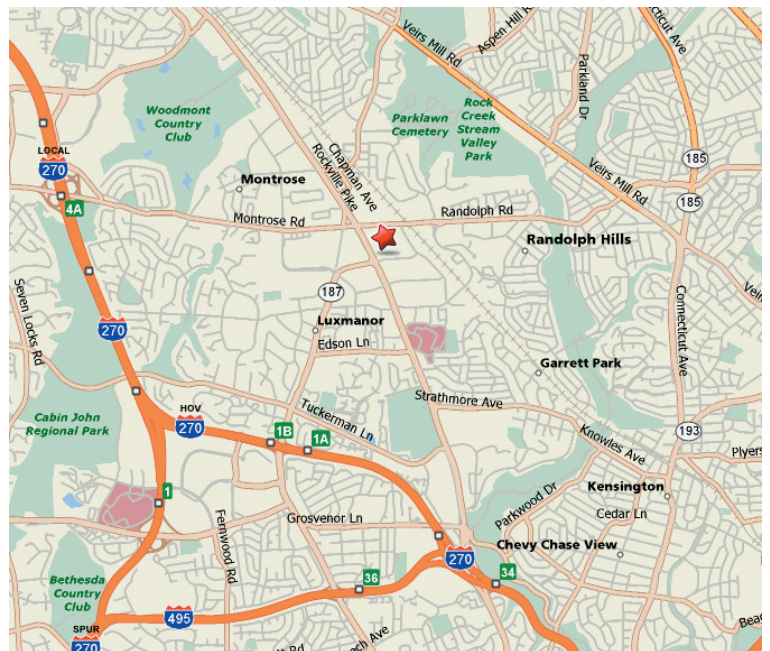 Veirs Mill Rd
Aspen Hill R
Connecticut Ave
Parkland Dr
Woodmont
Country
Club
Parklawn
Cemetery
Rock
Creek
Stream
Valley
Park
Chapman Ave
Rockville Pike
LOCAL
270
185
Veirs Mill Rd
Montrose
185
4A
Montrose Rd
Randolph Rd
Randolph Hills
Seven Locks Rd
187
Connecticut Ave
Veir
270
Luxmanor
Edson Ln
Garrett Park
Strathmore Ave
Tuckerman Ln
Cabin John
Regional Park
HOV
270
1B
1A
193
Knowles Ave
Plyers
1
Parkwood Dr
Kensington
Grosvenor Ln
Cedar Ln
Fernwood Rd
Chevy Chase View
270
Bethesda
Country
Club
36
34
495
SPUR
270
Beac